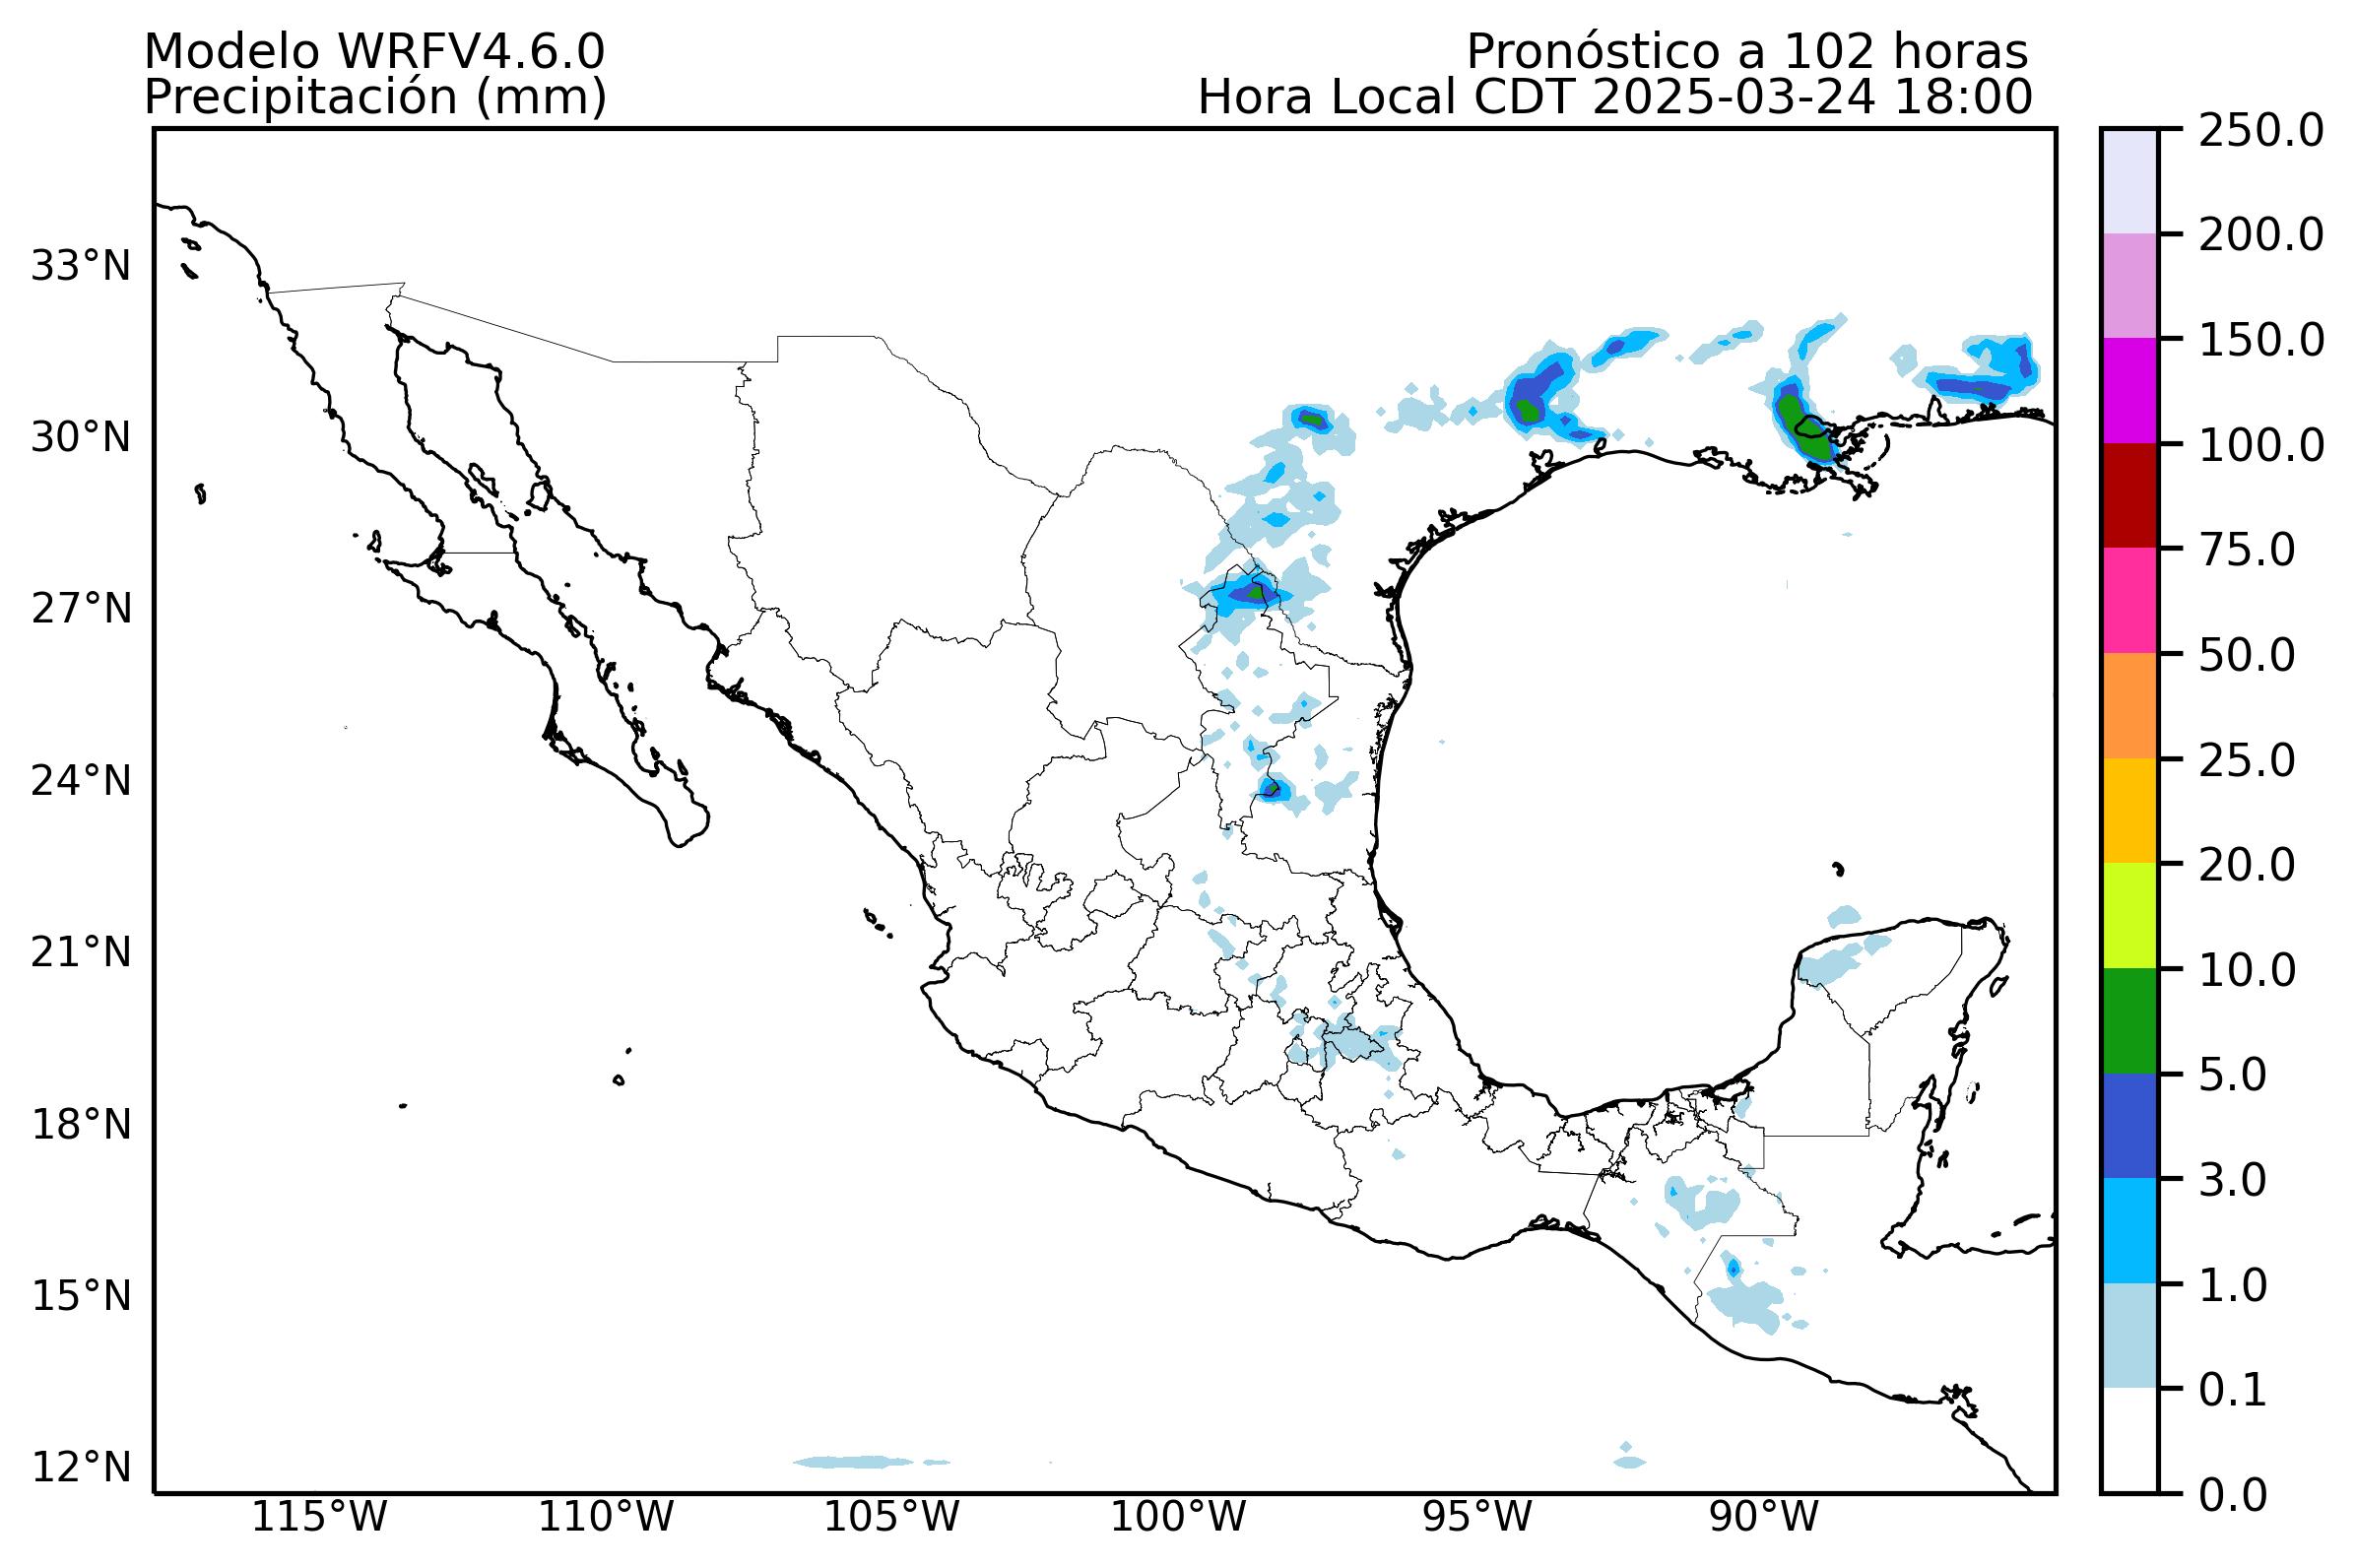 Modelo WRFV4.6.0
Pronóstico a 102 horas
Precipitación (mm)
Hora Local CDT 2025-03-24 18:00
33°N
30°N
27°N
24°N
21°N
18°N
15°N
12°N
115°W
110°W
105°W
100°W
95°W
90°W
250.0
200.0
150.0
100.0
75.0
50.0
25.0
20.0
10.0
5.0
3.0
1.0
0.1
0.0